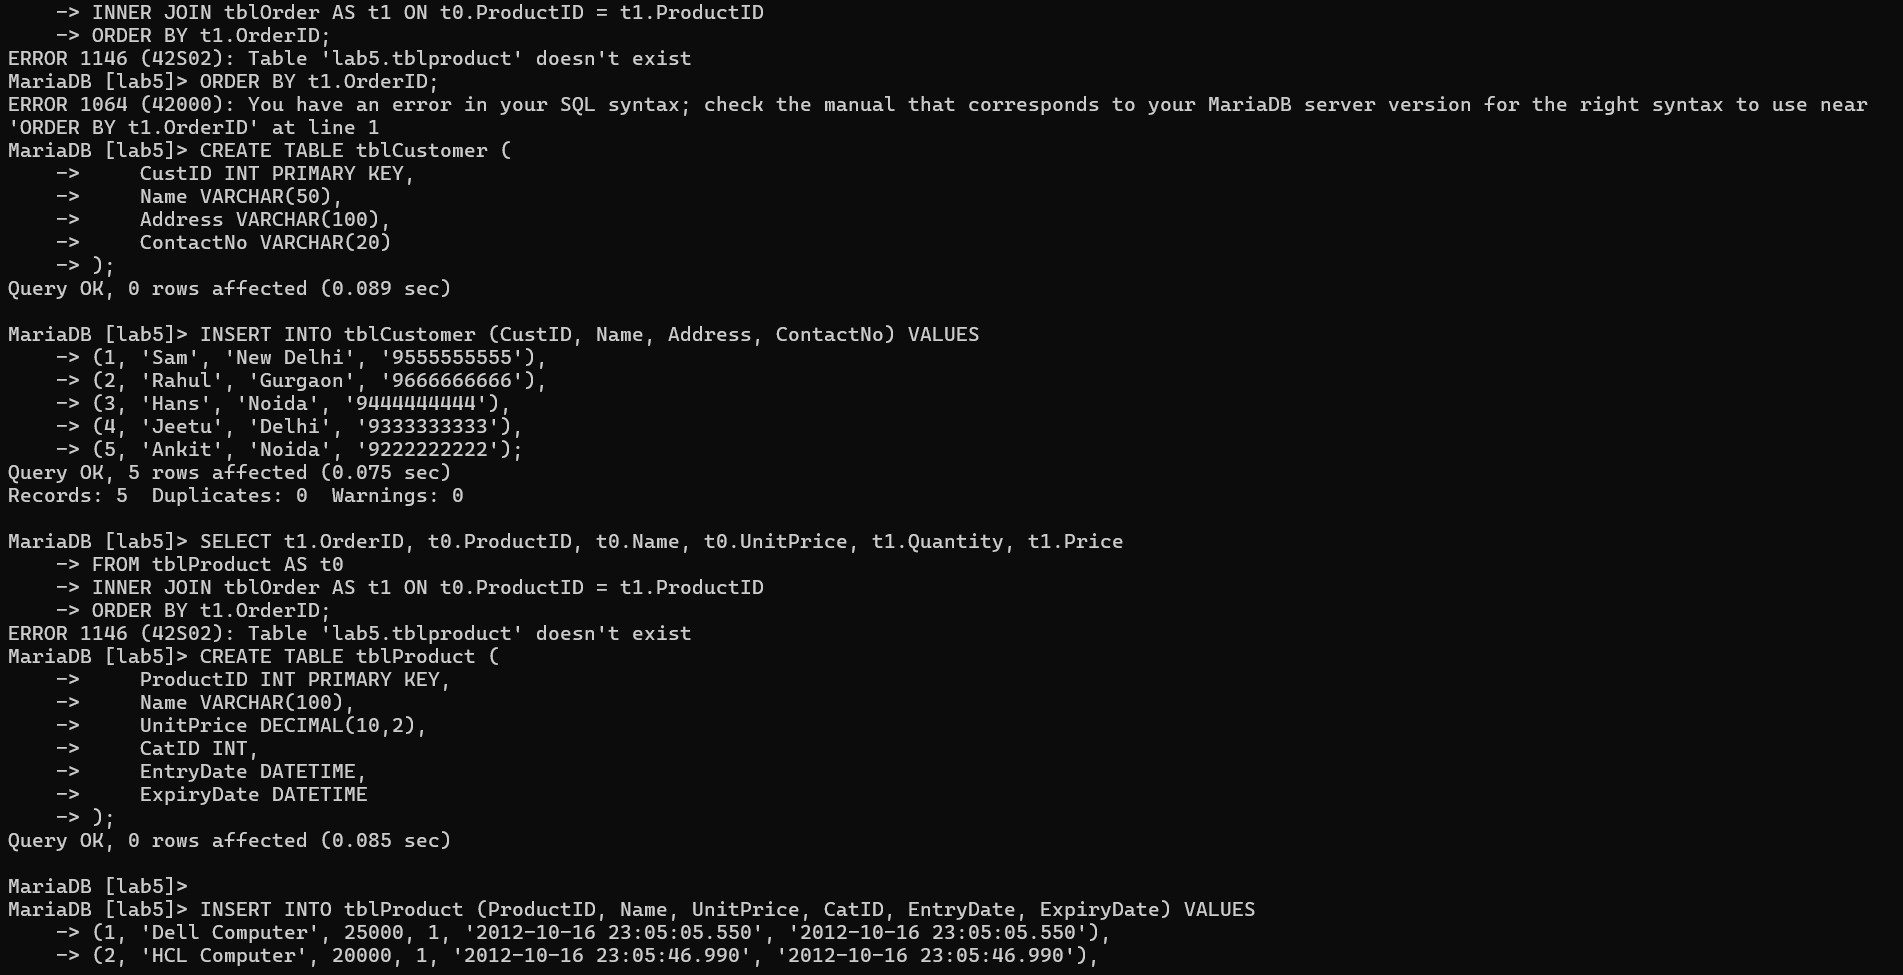 -> INNER JOIN tblOrder AS t1 ON t0.ProductID = t1.ProductID
    -> ORDER BY t1.OrderID;
ERROR 1146 (42S02): Table 'lab5.tblproduct' doesn't exist
MariaDB [lab5]> ORDER BY t1.OrderID;
ERROR 1064 (42000): You have an error in your SQL syntax; check the manual that corresponds to your MariaDB server version for the right syntax to use near
'ORDER BY t1.OrderID' at line 1
MariaDB [lab5]> CREATE TABLE tblCustomer (
    ->     CustID INT PRIMARY KEY,
    ->     Name VARCHAR(50),
    ->     Address VARCHAR(100),
    ->     ContactNo VARCHAR(20)
    -> );
Query OK, 0 rows affected (0.089 sec)

MariaDB [lab5]> INSERT INTO tblCustomer (CustID, Name, Address, ContactNo) VALUES
    -> (1, 'Sam', 'New Delhi', '9555555555'),
    -> (2, 'Rahul', 'Gurgaon', '9666666666'),
    -> (3, 'Hans', 'Noida', '9444444444'),
    -> (4, 'Jeetu', 'Delhi', '9333333333'),
    -> (5, 'Ankit', 'Noida', '9222222222');
Query OK, 5 rows affected (0.075 sec)
Records: 5  Duplicates: 0  Warnings: 0

MariaDB [lab5]> SELECT t1.OrderID, t0.ProductID, t0.Name, t0.UnitPrice, t1.Quantity, t1.Price
    -> FROM tblProduct AS t0
    -> INNER JOIN tblOrder AS t1 ON t0.ProductID = t1.ProductID
    -> ORDER BY t1.OrderID;
ERROR 1146 (42S02): Table 'lab5.tblproduct' doesn't exist
MariaDB [lab5]> CREATE TABLE tblProduct (
    ->     ProductID INT PRIMARY KEY,
    ->     Name VARCHAR(100),
    ->     UnitPrice DECIMAL(10,2),
    ->     CatID INT,
    ->     EntryDate DATETIME,
    ->     ExpiryDate DATETIME
    -> );
Query OK, 0 rows affected (0.085 sec)

MariaDB [lab5]>
MariaDB [lab5]> INSERT INTO tblProduct (ProductID, Name, UnitPrice, CatID, EntryDate, ExpiryDate) VALUES
    -> (1, 'Dell Computer', 25000, 1, '2012-10-16 23:05:05.550', '2012-10-16 23:05:05.550'),
    -> (2, 'HCL Computer', 20000, 1, '2012-10-16 23:05:46.990', '2012-10-16 23:05:46.990'),